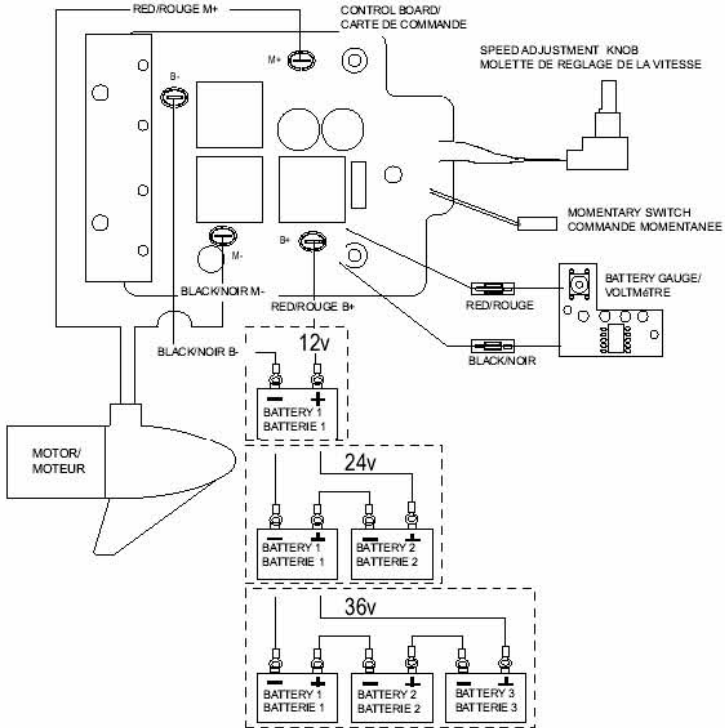 RED/ROUGE M+
CONTROL BOARD/
CARTE DE COMMANDE
SPEED ADJUSTMENT KNOB
MOLETTE DE REGLAGE DE LA VITESSE
M+
B-
MOMENTARY SWITCH
COMMANDE MOMENTANEE
B+
M-
BATTERY GAUGE/
VOLTMéTRE
BLACK/NOIR M-
RED/ROUGE B+
RED/ROUGE
BLACK/NOIR B-
BLACK/NOIR
12v
- +
BATTERY 1
BATTERIE 1
MOTOR/
MOTEUR
24v
- +
BATTERY 1
BATTERIE 1
- +
BATTERY 2
BATTERIE 2
36v
- +
BATTERY 1
BATTERIE 1
- +
BATTERY 2
BATTERIE 2
- +
BATTERY 3
BATTERIE 3